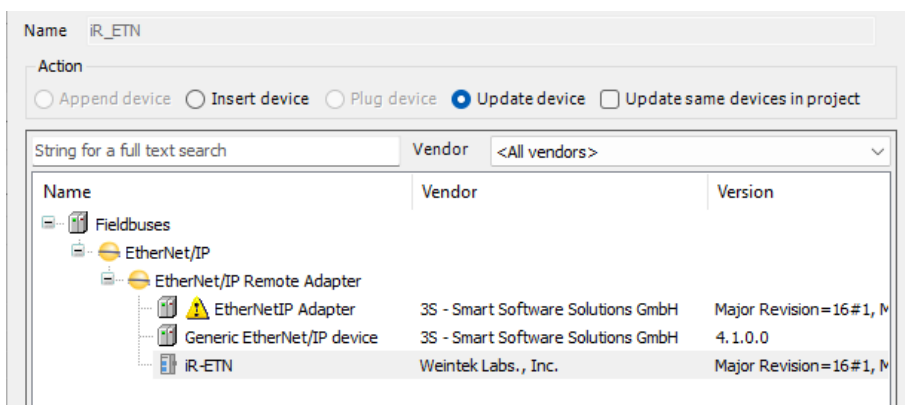 Name iR_ETN
Action
Append device Insert device Plug device Update device Update same devices in project
String for a full text search Vendor <All vendors>
Name Vendor Version
Fieldbuses
EtherNet/IP
EtherNet/IP Remote Adapter
EtherNetIP Adapter 3S - Smart Software Solutions GmbH Major Revision=16#1, M
Generic EtherNet/IP device 3S - Smart Software Solutions GmbH 4.1.0.0
iR-ETN Weintek Labs., Inc. Major Revision=16#1, M